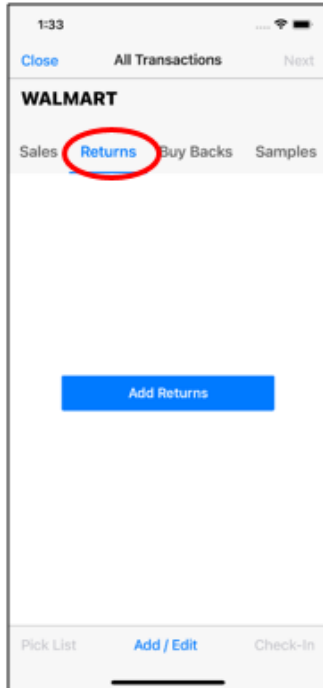 1:33
Close All Transactions Next
WALMART
Sales Returns Buy Backs Samples
Add Returns
Pick List Add / Edit Check-In